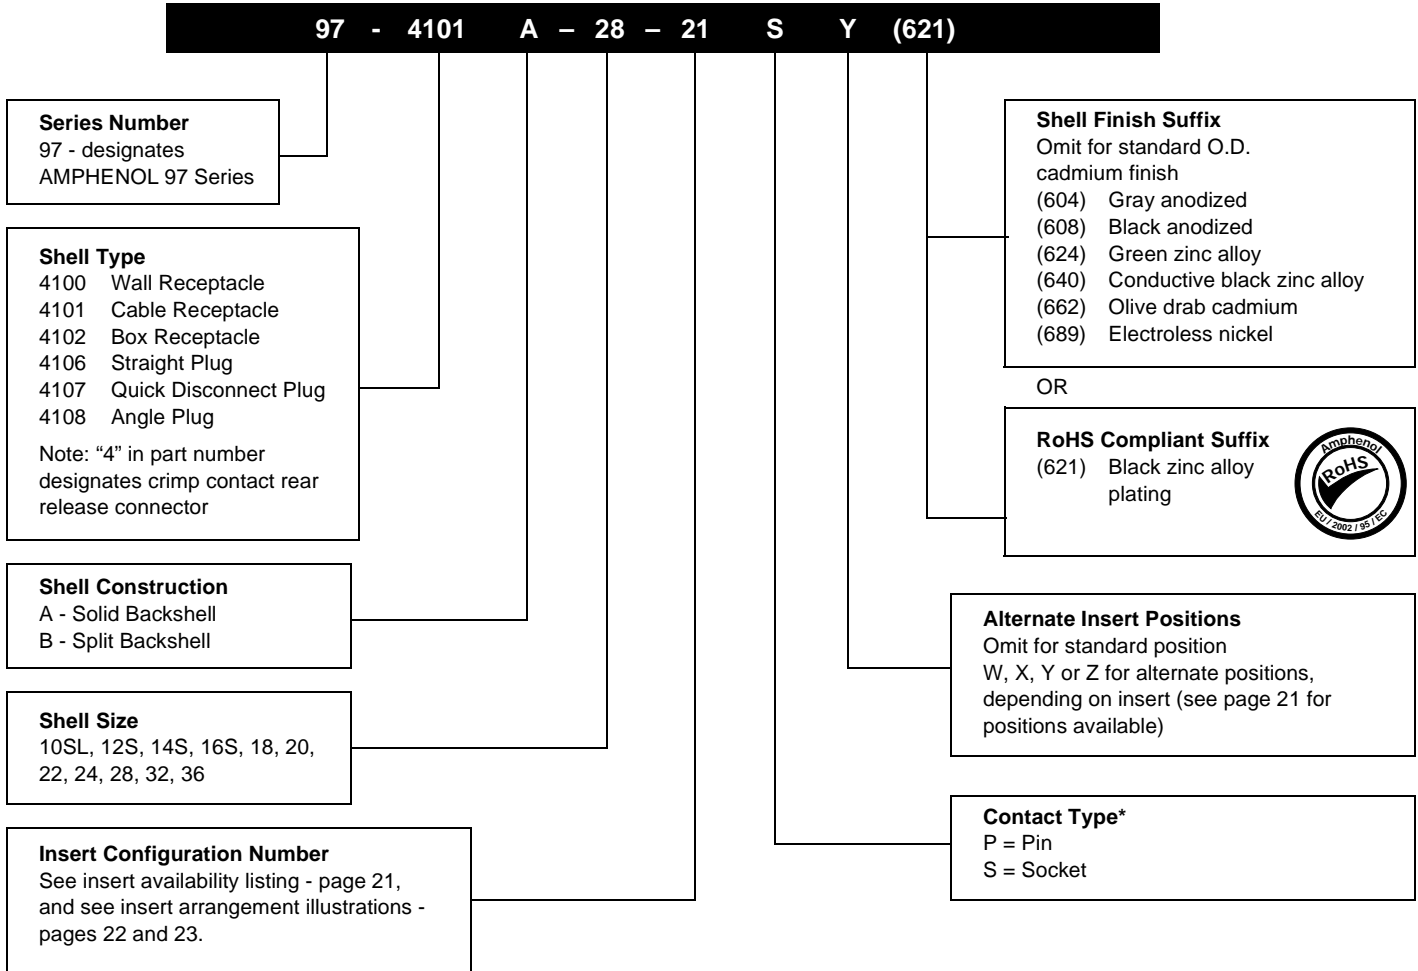 97 - 4101 A – 28 – 21 S Y (621)
Series Number
97 - designates
AMPHENOL 97 Series
Shell Type
4100 Wall Receptacle
4101 Cable Receptacle
4102 Box Receptacle
4106 Straight Plug
4107 Quick Disconnect Plug
4108 Angle Plug
Note: “4” in part number
designates crimp contact rear
release connector
Shell Construction
A - Solid Backshell
B - Split Backshell
Shell Size
10SL, 12S, 14S, 16S, 18, 20,
22, 24, 28, 32, 36
Insert Configuration Number
See insert availability listing - page 21,
and see insert arrangement illustrations -
pages 22 and 23.
Shell Finish Suffix
Omit for standard O.D.
cadmium finish
(604) Gray anodized
(608) Black anodized
(624) Green zinc alloy
(640) Conductive black zinc alloy
(662) Olive drab cadmium
(689) Electroless nickel
OR
RoHS Compliant Suffix
(621) Black zinc alloy
plating
Amphenol
RoHS
EU / 2002 / 95 / EC
Alternate Insert Positions
Omit for standard position
W, X, Y or Z for alternate positions,
depending on insert (see page 21 for
positions available)
Contact Type*
P = Pin
S = Socket